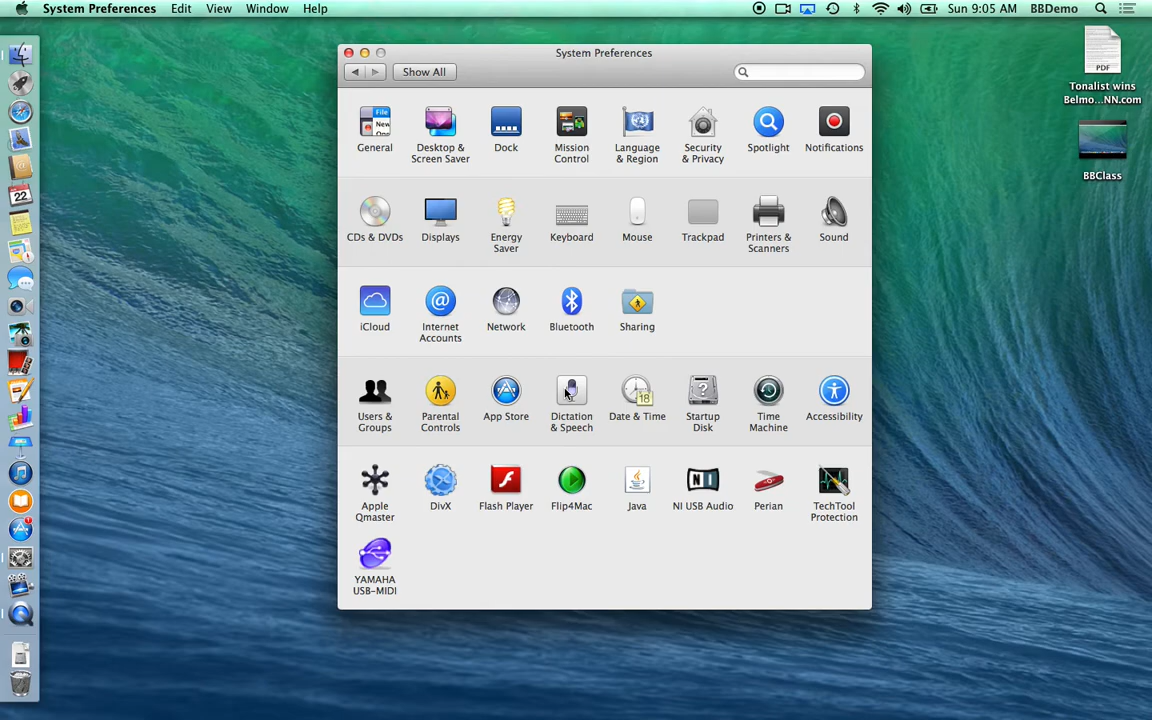 System Preferences Edit View Window Help Sun 9:05 AM BBDemo
System Preferences
Show All
File
New
General
Desktop &
Screen Saver
Dock
Mission
Control
Language
& Region
Security
& Privacy
Spotlight
Notifications
CDs & DVDs
Displays
Energy
Saver
Keyboard
Mouse
Trackpad
Printers &
Scanners
Sound
iCloud
Internet
Accounts
Network
Bluetooth
Sharing
Users &
Groups
Parental
Controls
App Store
Dictation
& Speech
18
Date & Time
Startup
Disk
Time
Machine
Accessibility
Apple
Qmaster
DivX
Flash Player
Flip4Mac
Java
NI USB Audio
Perian
TechTool
Protection
YAMAHA
USB-MIDI
PDF
Tonalist wins
Belmo...NN.com
BBClass
22